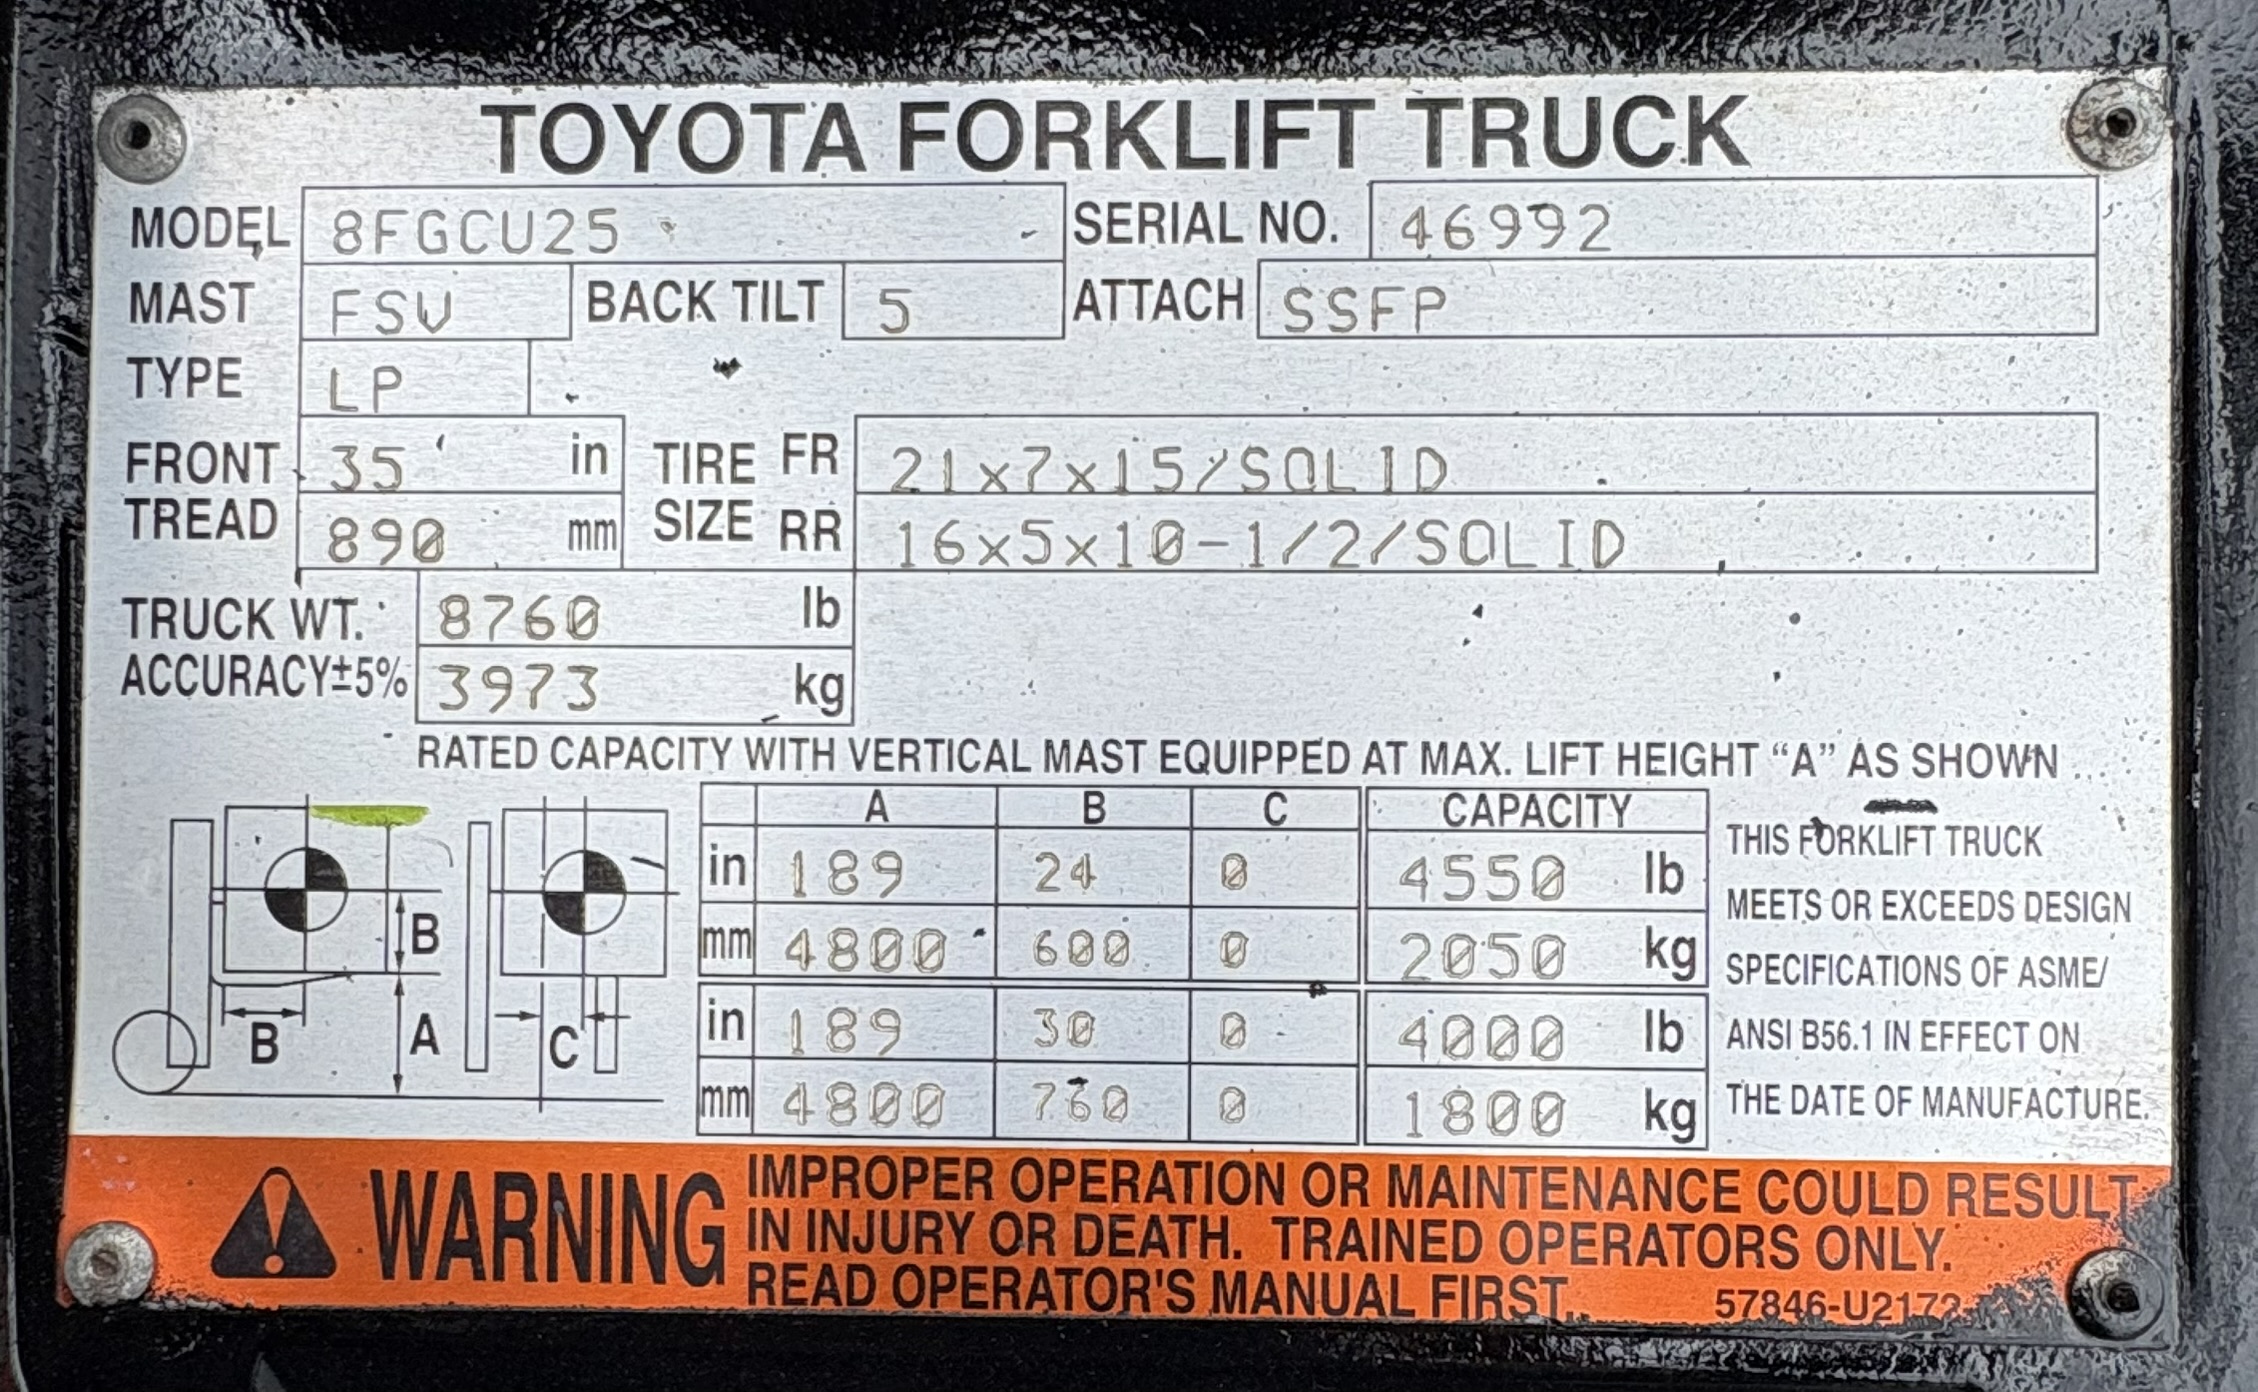 TOYOTA FORKLIFT TRUCK
MODEL 8FGCU25 SERIAL NO. 46992
MAST FSV BACK TILT 5 ATTACH SSFP
TYPE LP
FRONT TREAD 35 in TIRE SIZE FR 21x7x15/SOLID
890 mm RR 16x5x10-1/2/SOLID
TRUCK WT. 8760 lb
ACCURACY±5% 3973 kg
RATED CAPACITY WITH VERTICAL MAST EQUIPPED AT MAX. LIFT HEIGHT “A” AS SHOWN
A B C CAPACITY
in 189 24 0 4550 lb
mm 4800 600 0 2050 kg
in 189 30 0 4000 lb
mm 4800 760 0 1800 kg
B
B A C
THIS FORKLIFT TRUCK
MEETS OR EXCEEDS DESIGN
SPECIFICATIONS OF ASME/
ANSI B56.1 IN EFFECT ON
THE DATE OF MANUFACTURE.
WARNING
IMPROPER OPERATION OR MAINTENANCE COULD RESULT
IN INJURY OR DEATH. TRAINED OPERATORS ONLY.
READ OPERATOR'S MANUAL FIRST.
57846-U2172